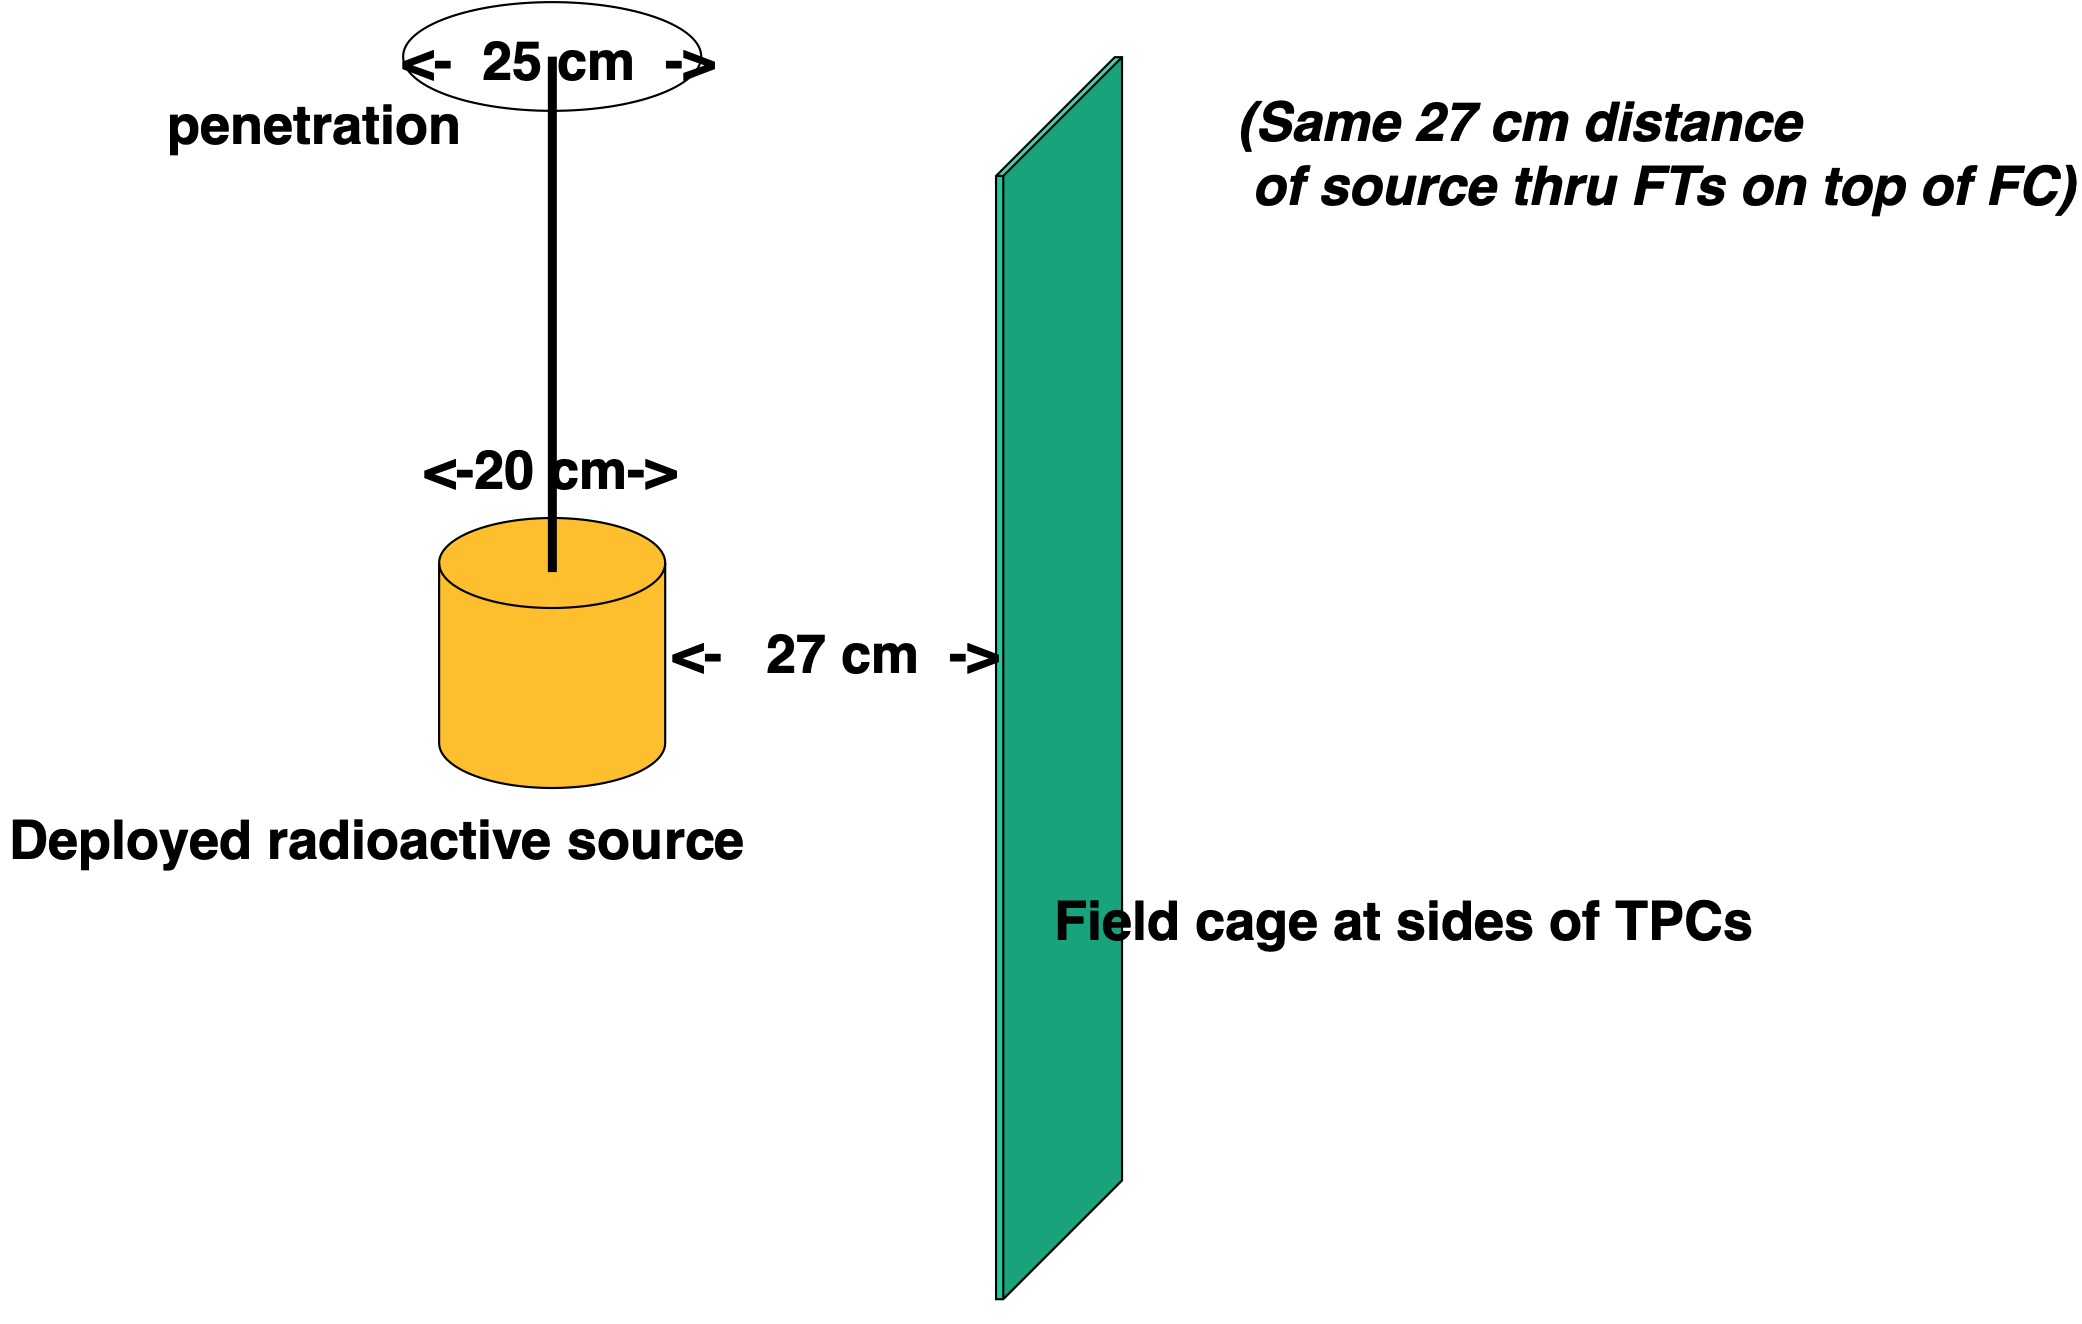 <- 25 cm ->
penetration
(Same 27 cm distance
of source thru FTs on top of FC)
<-20 cm->
<- 27 cm ->
Deployed radioactive source
Field cage at sides of TPCs